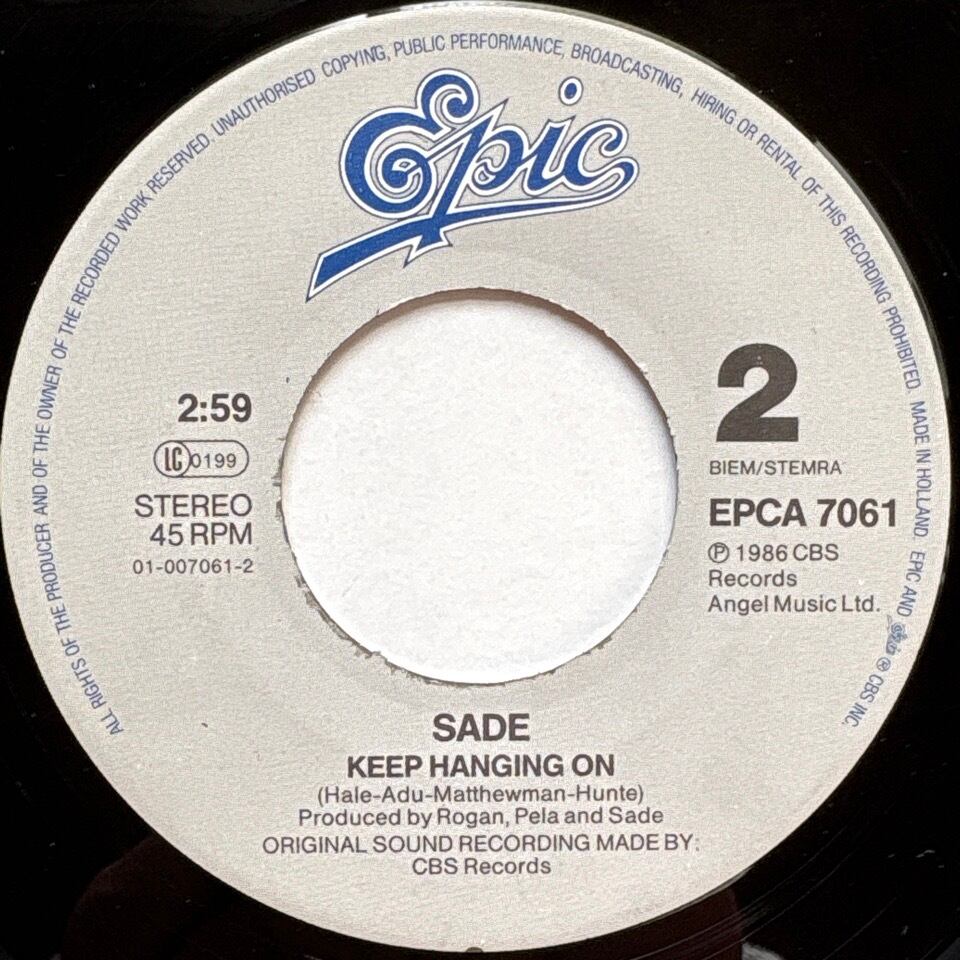 ALL RIGHTS OF THE PRODUCER AND OF THE OWNER OF THE RECORDED WORK RESERVED UNAUTHORISED COPYING, PUBLIC PERFORMANCE, BROADCASTING, HIRING OR RENTAL OF THIS RECORDING PROHIBITED. MADE IN HOLLAND. EPIC AND Epic ® CBS INC.
Epic
2:59
LC 0199
STEREO
45 RPM
01-007061-2
2
BIEM/STEMRA
EPCA 7061
℗ 1986 CBS
Records
Angel Music Ltd.
SADE
KEEP HANGING ON
(Hale-Adu-Matthewman-Hunte)
Produced by Rogan, Pela and Sade
ORIGINAL SOUND RECORDING MADE BY:
CBS Records